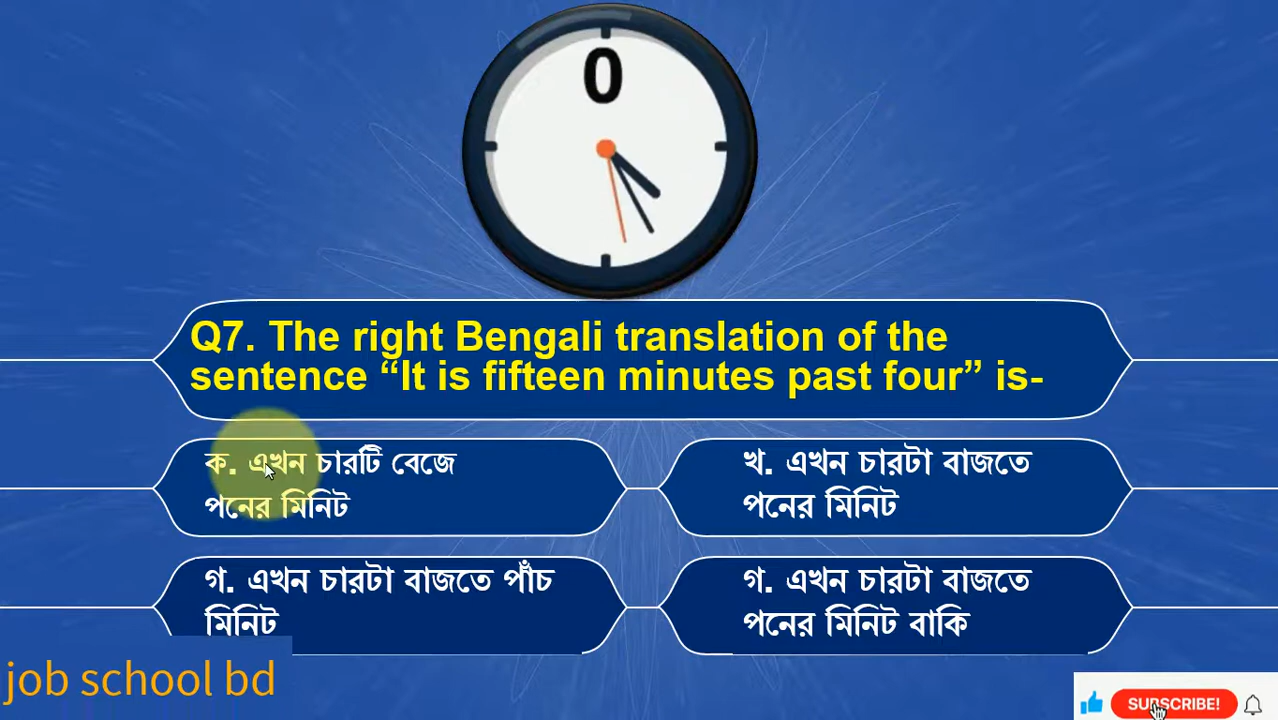 0
Q7. The right Bengali translation of the
sentence “It is fifteen minutes past four” is-
ক. এখন চারটি বেজে
পনের মিনিট
খ. এখন চারটা বাজতে
পনের মিনিট
গ. এখন চারটা বাজতে পাঁচ
মিনিট
গ. এখন চারটা বাজতে
পনের মিনিট বাকি
job school bd
SUBSCRIBE!